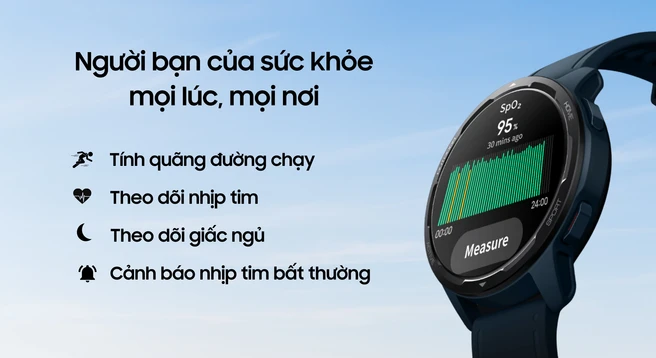 Người bạn của sức khỏe
mọi lúc, mọi nơi
Tính quãng đường chạy
Theo dõi nhịp tim
Theo dõi giấc ngủ
Cảnh báo nhịp tim bất thường
SpO₂
95%
30 mins ago
00:00
24:00
Measure
HOME
SPORT